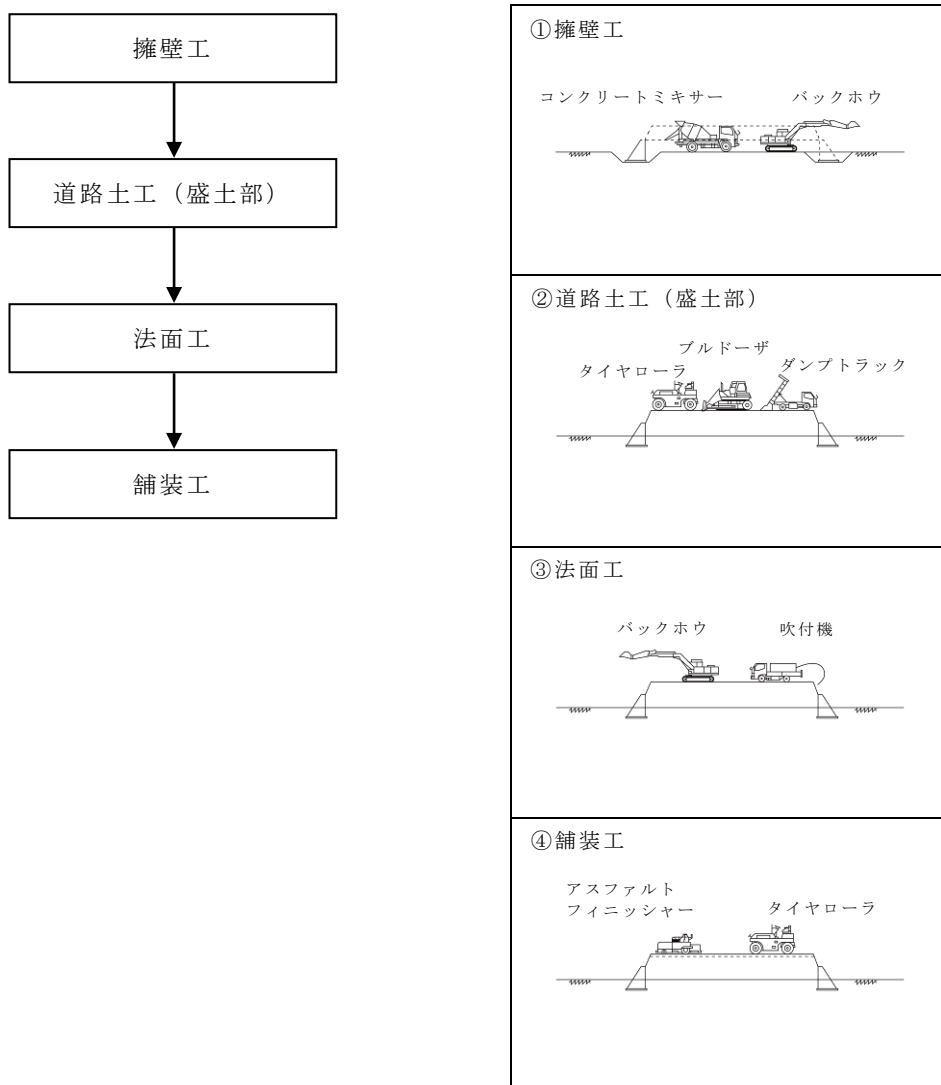 擁壁工
道路土工（盛土部）
法面工
舗装工
①擁壁工
コンクリートミキサー
バックホウ
②道路土工（盛土部）
ブルドーザ
タイヤローラ
ダンプトラック
③法面工
バックホウ
吹付機
④舗装工
アスファルト
フィニッシャー
タイヤローラ